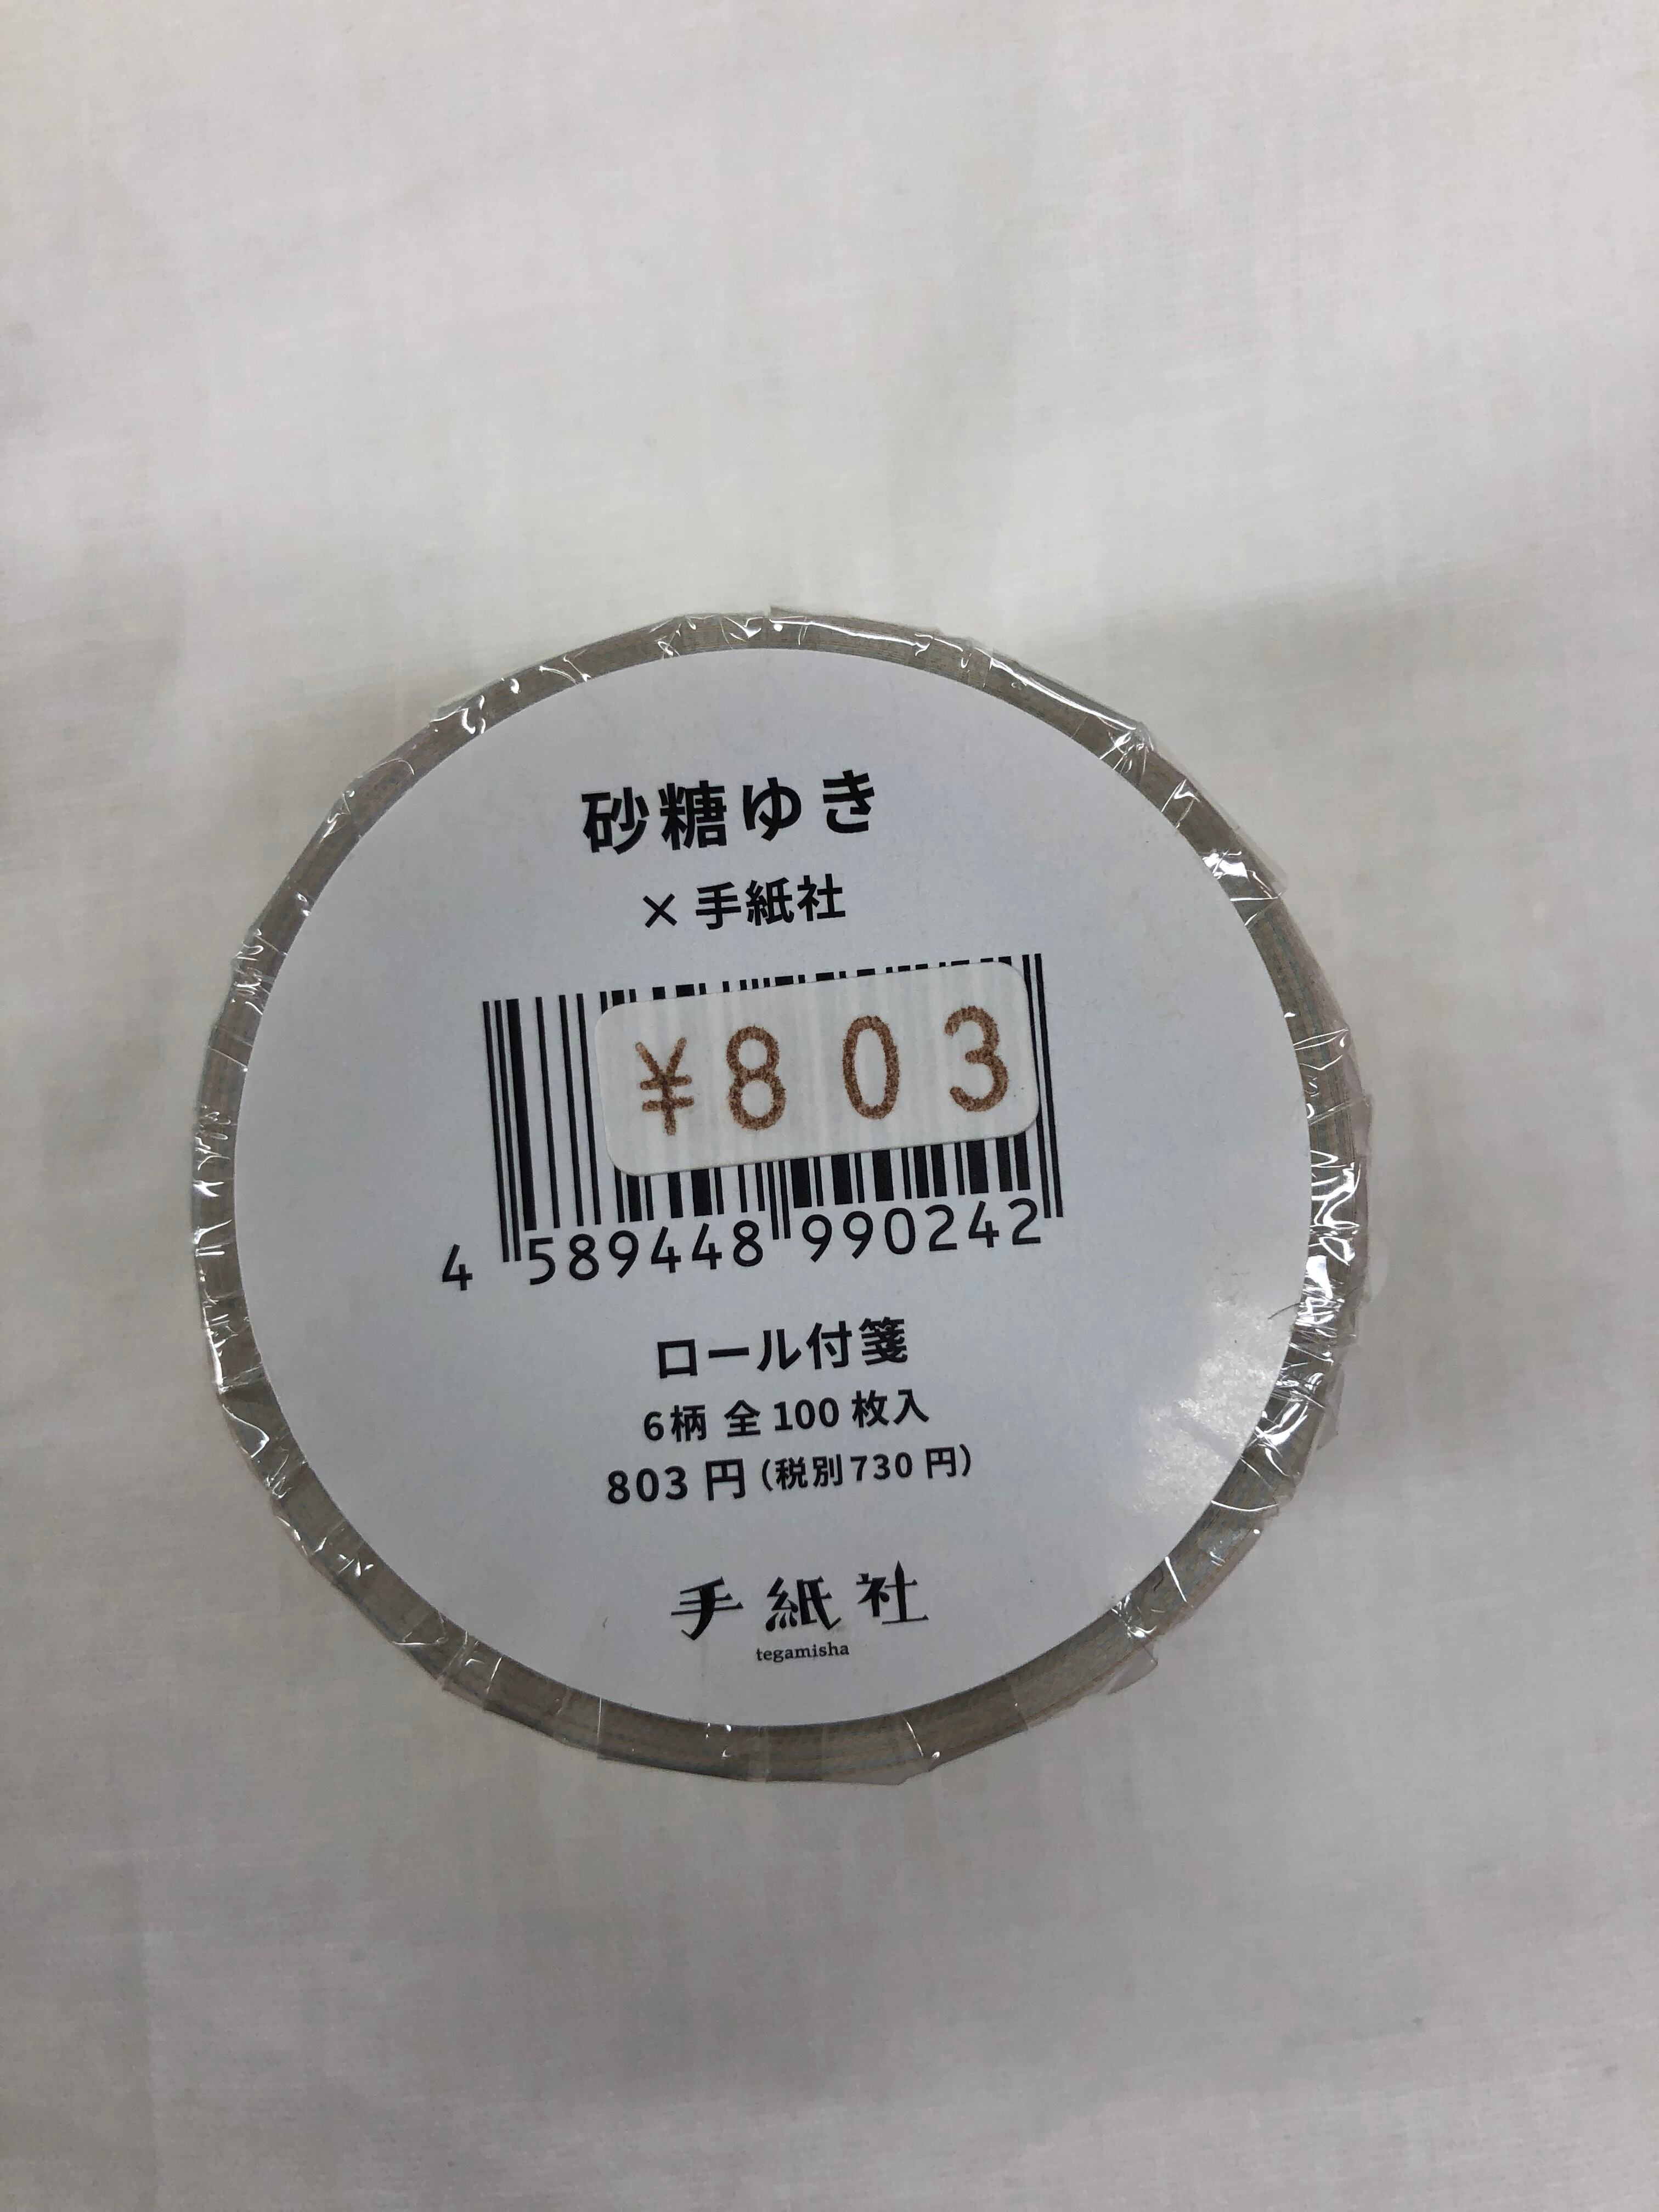 砂糖ゆき
× 手紙社
¥803
4 589448 990242
ロール付箋
6柄 全100枚入
803円(税別730円)
手紙社
tegamisha